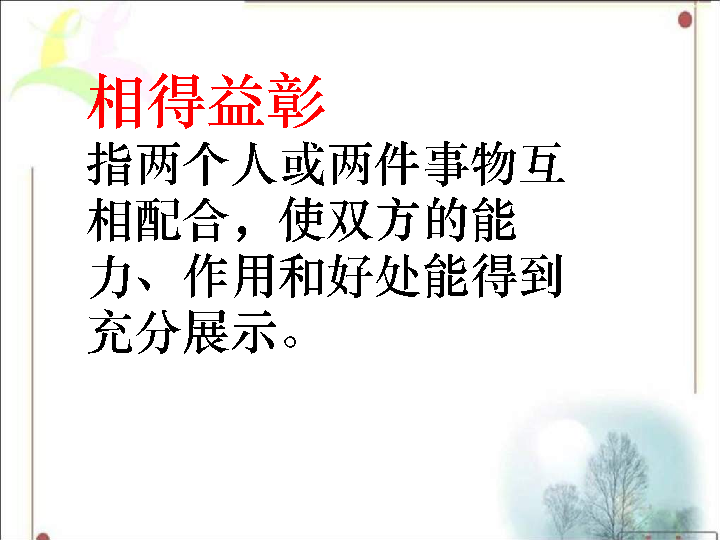 相得益彰
指两个人或两件事物互
相配合，使双方的能
力、作用和好处能得到
充分展示。